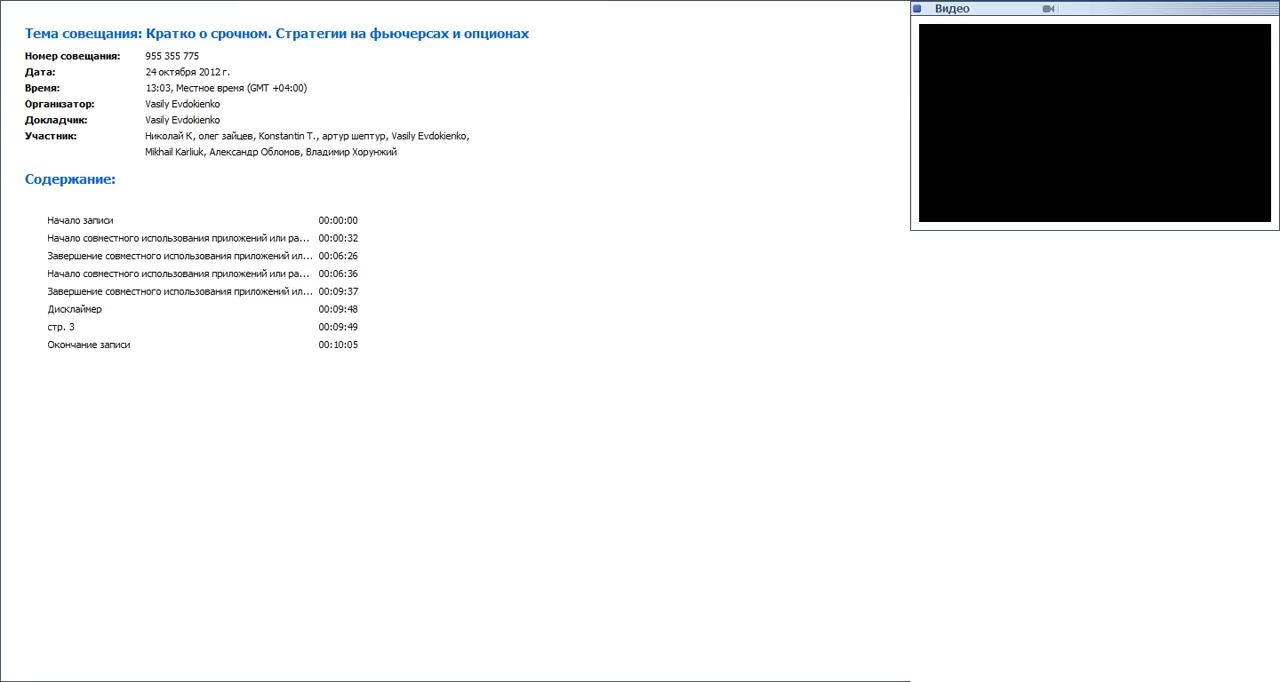 Видео
Тема совещания: Кратко о срочном. Стратегии на фьючерсах и опционах
Номер совещания: 955 355 775
Дата: 24 октября 2012 г.
Время: 13:03, Местное время (GMT +04:00)
Организатор: Vasily Evdokienko
Докладчик: Vasily Evdokienko
Участник: Николай К, олег зайцев, Konstantin T., артур шептур, Vasily Evdokienko,
Mikhail Karliuk, Александр Обломов, Владимир Хорунжий
Содержание:
Начало записи 00:00:00
Начало совместного использования приложений или ра... 00:00:32
Завершение совместного использования приложений ил... 00:06:26
Начало совместного использования приложений или ра... 00:06:36
Завершение совместного использования приложений ил... 00:09:37
Дисклаймер 00:09:48
стр. 3 00:09:49
Окончание записи 00:10:05